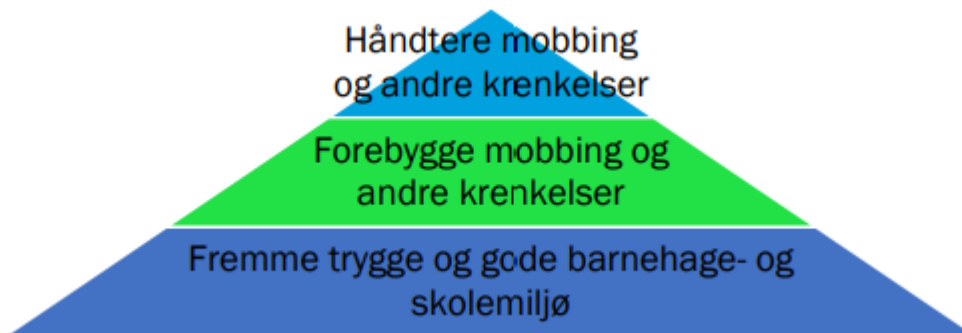 Håndtere mobbing
og andre krenkelser
Forebygge mobbing og
andre krenkelser
Fremme trygge og gode barnehage- og
skolemiljø